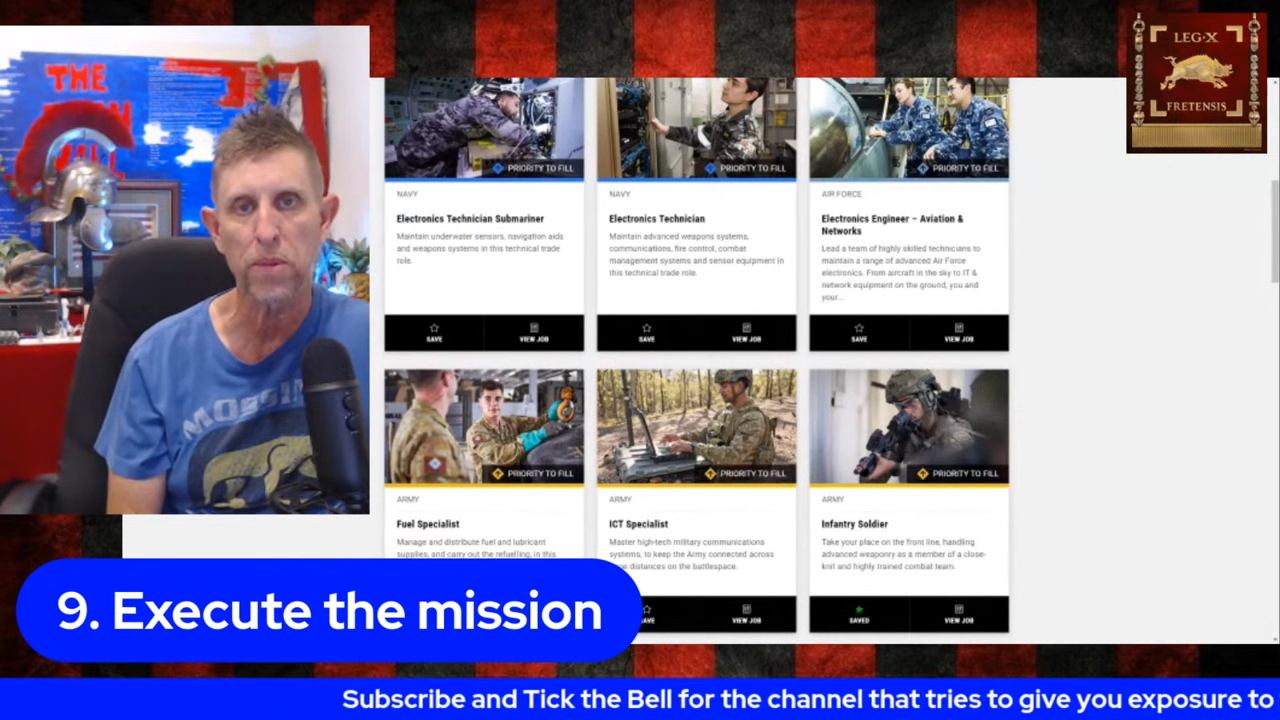 LEG·X
FRETENSIS
THE
PRIORITY TO FILL
PRIORITY TO FILL
PRIORITY TO FILL
NAVY
Electronics Technician Submariner
Maintain underwater sensors, navigation aids
and weapons systems in this technical trade
role.
SAVE
VIEW JOB
NAVY
Electronics Technician
Maintain advanced weapons systems,
communications, fire control, combat
management systems and sensor equipment in
this technical trade role.
SAVE
VIEW JOB
AIR FORCE
Electronics Engineer – Aviation &
Networks
Lead a team of highly skilled technicians to
maintain a range of advanced Air Force
electronics. From aircraft in the sky to IT &
network equipment on the ground, you and
your...
SAVE
VIEW JOB
PRIORITY TO FILL
PRIORITY TO FILL
PRIORITY TO FILL
ARMY
Fuel Specialist
Manage and distribute fuel and lubricant
supplies, and carry out the refuelling, in this
ARMY
ICT Specialist
Master high-tech military communications
systems, to keep the Army connected across
distances on the battlespace.
VIEW JOB
ARMY
Infantry Soldier
Take your place on the front line, handling
advanced weaponry as a member of a close-
knit and highly trained combat team.
SAVED
VIEW JOB
9. Execute the mission
Subscribe and Tick the Bell for the channel that tries to give you exposure to